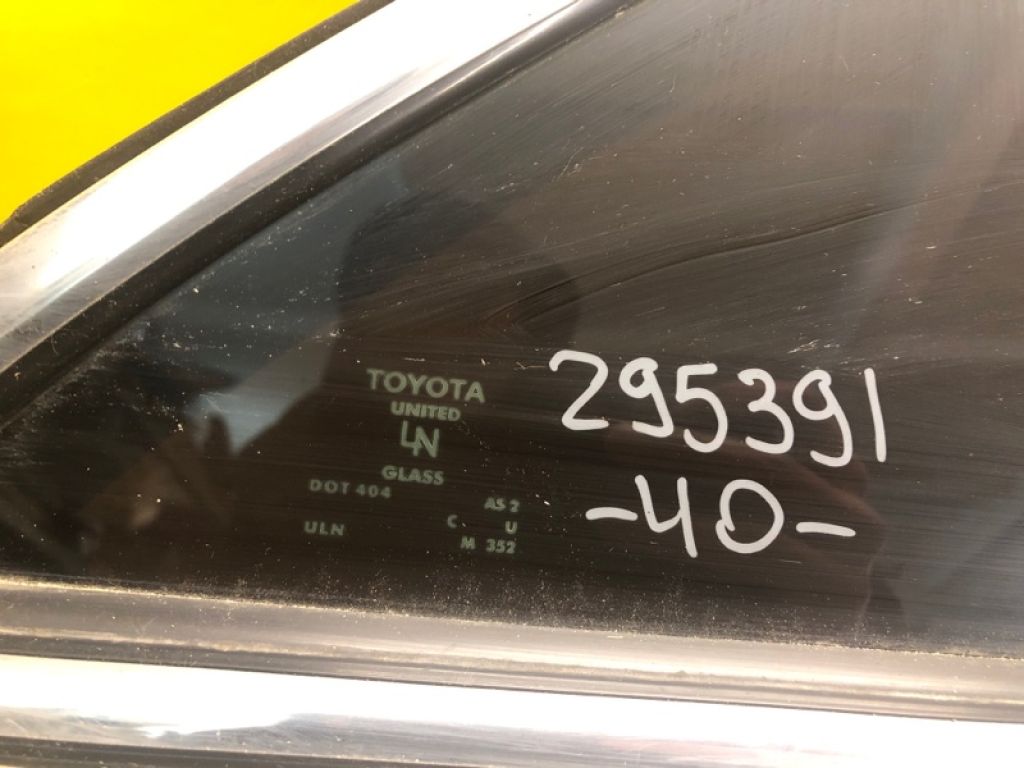 TOYOTA
UNITED
LN
GLASS
DOT 404
AS 2
C U
ULN
M 352
295391
-40-